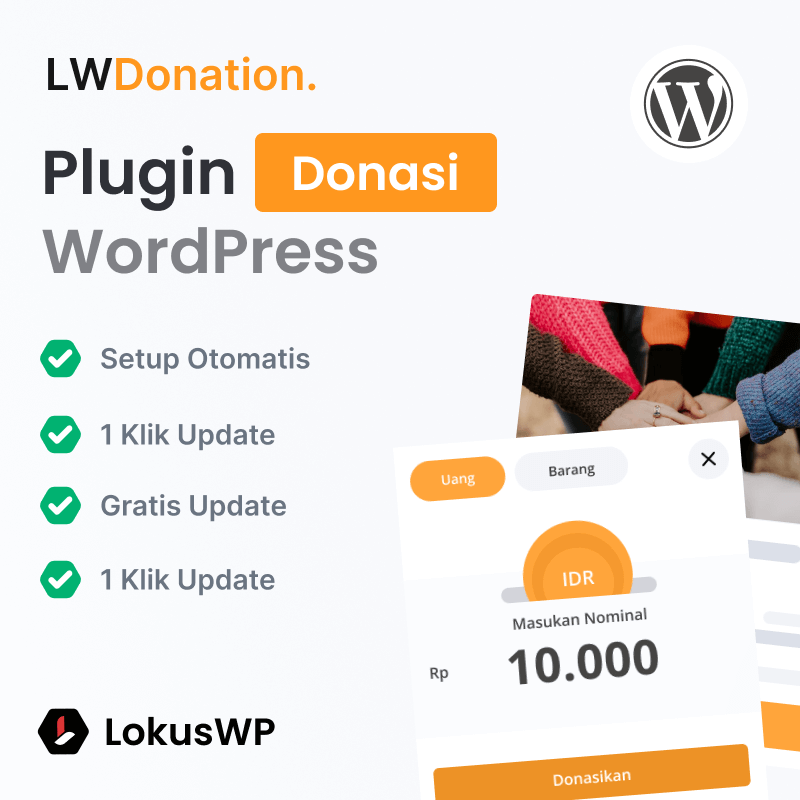 LWDonation.
Plugin Donasi
WordPress
Setup Otomatis
1 Klik Update
Gratis Update
1 Klik Update
LokusWP
Uang Barang
IDR
Masukan Nominal
Rp 10.000
Donasikan